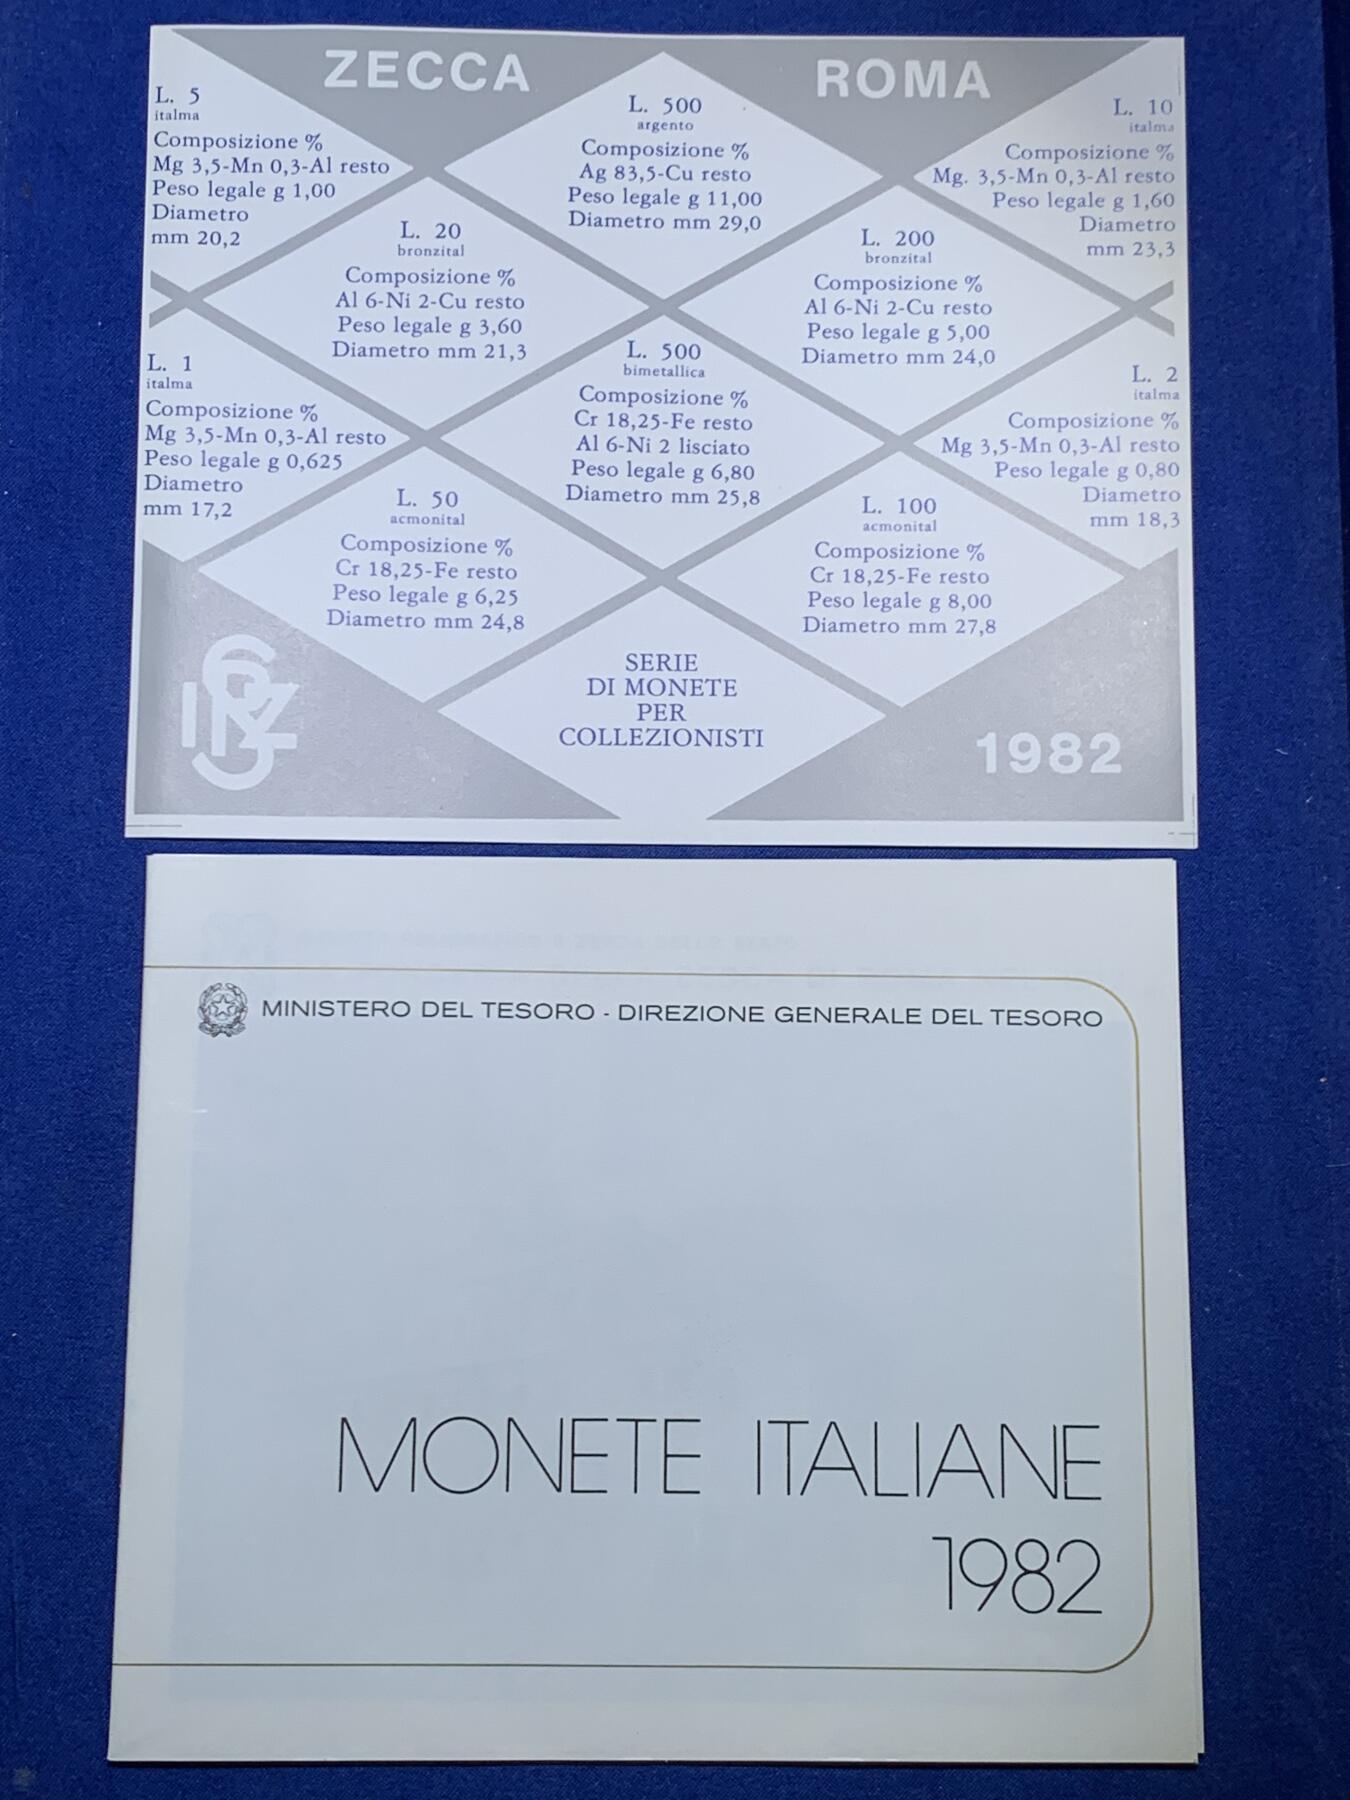 ZECCA ROMA
L. 5
italma
Composizione %
Mg 3,5-Mn 0,3-Al resto
Peso legale g 1,00
Diametro
mm 20,2
L. 500
argento
Composizione %
Ag 83,5-Cu resto
Peso legale g 11,00
Diametro mm 29,0
L. 10
italma
Composizione %
Mg. 3,5-Mn 0,3-Al resto
Peso legale g 1,60
Diametro
mm 23,3
L. 20
bronzital
Composizione %
Al 6-Ni 2-Cu resto
Peso legale g 3,60
Diametro mm 21,3
L. 200
bronzital
Composizione %
Al 6-Ni 2-Cu resto
Peso legale g 5,00
Diametro mm 24,0
L. 1
italma
Composizione %
Mg 3,5-Mn 0,3-Al resto
Peso legale g 0,625
Diametro
mm 17,2
L. 500
bimetallica
Composizione %
Cr 18,25-Fe resto
Al 6-Ni 2 lisciato
Peso legale g 6,80
Diametro mm 25,8
L. 2
italma
Composizione %
Mg 3,5-Mn 0,3-Al resto
Peso legale g 0,80
Diametro
mm 18,3
L. 50
acmonital
Composizione %
Cr 18,25-Fe resto
Peso legale g 6,25
Diametro mm 24,8
L. 100
acmonital
Composizione %
Cr 18,25-Fe resto
Peso legale g 8,00
Diametro mm 27,8
SERIE
DI MONETE
PER
COLLEZIONISTI
1982
MINISTERO DEL TESORO - DIREZIONE GENERALE DEL TESORO
MONETE ITALIANE
1982